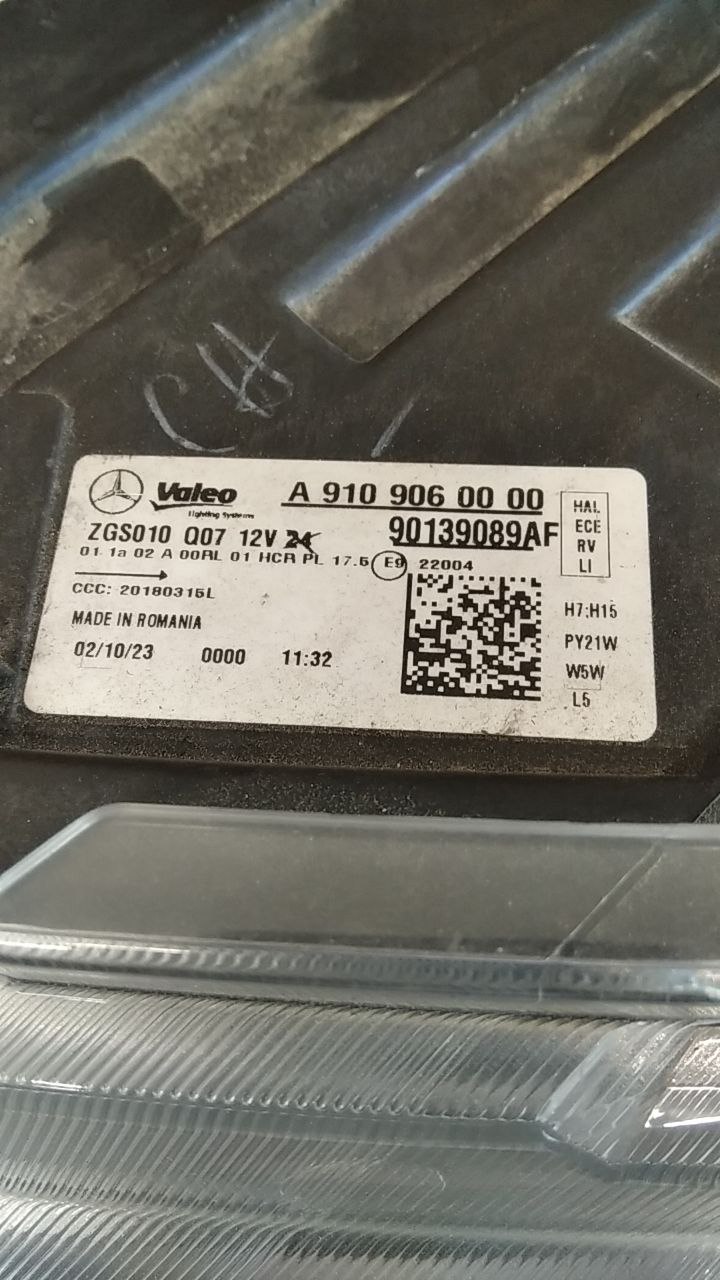 CH
Valeo
Lighting Systems
A 910 906 00 00
ZGS010 Q07 12V 24
90139089AF
HAL
ECE
RV
LI
01 1a 02 A 00RL 01 HCR PL 17.5 E9 22004
CCC: 20180315L
MADE IN ROMANIA
02/10/23 0000 11:32
H7;H15
PY21W
W5W
L5